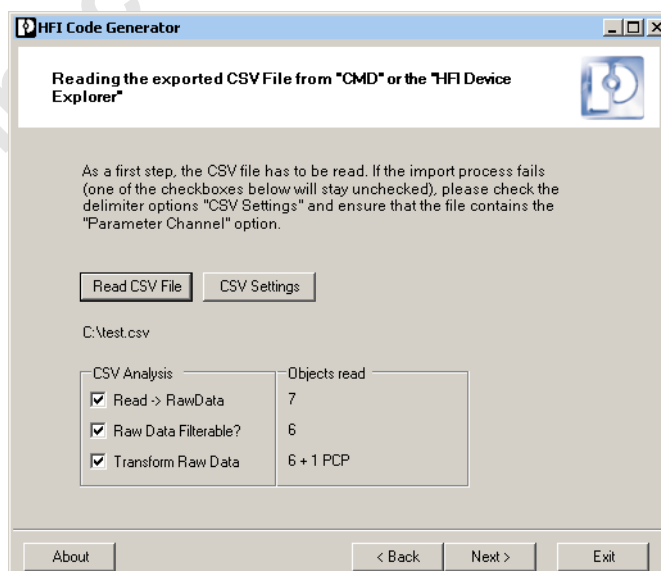 HFI Code Generator
Reading the exported CSV File from "CMD" or the "HFI Device
Explorer"
As a first step, the CSV file has to be read. If the import process fails
(one of the checkboxes below will stay unchecked), please check the
delimiter options "CSV Settings" and ensure that the file contains the
"Parameter Channel" option.
Read CSV File CSV Settings
C:\test.csv
CSV Analysis Objects read
Read -> RawData 7
Raw Data Filterable? 6
Transform Raw Data 6 + 1 PCP
About < Back Next > Exit